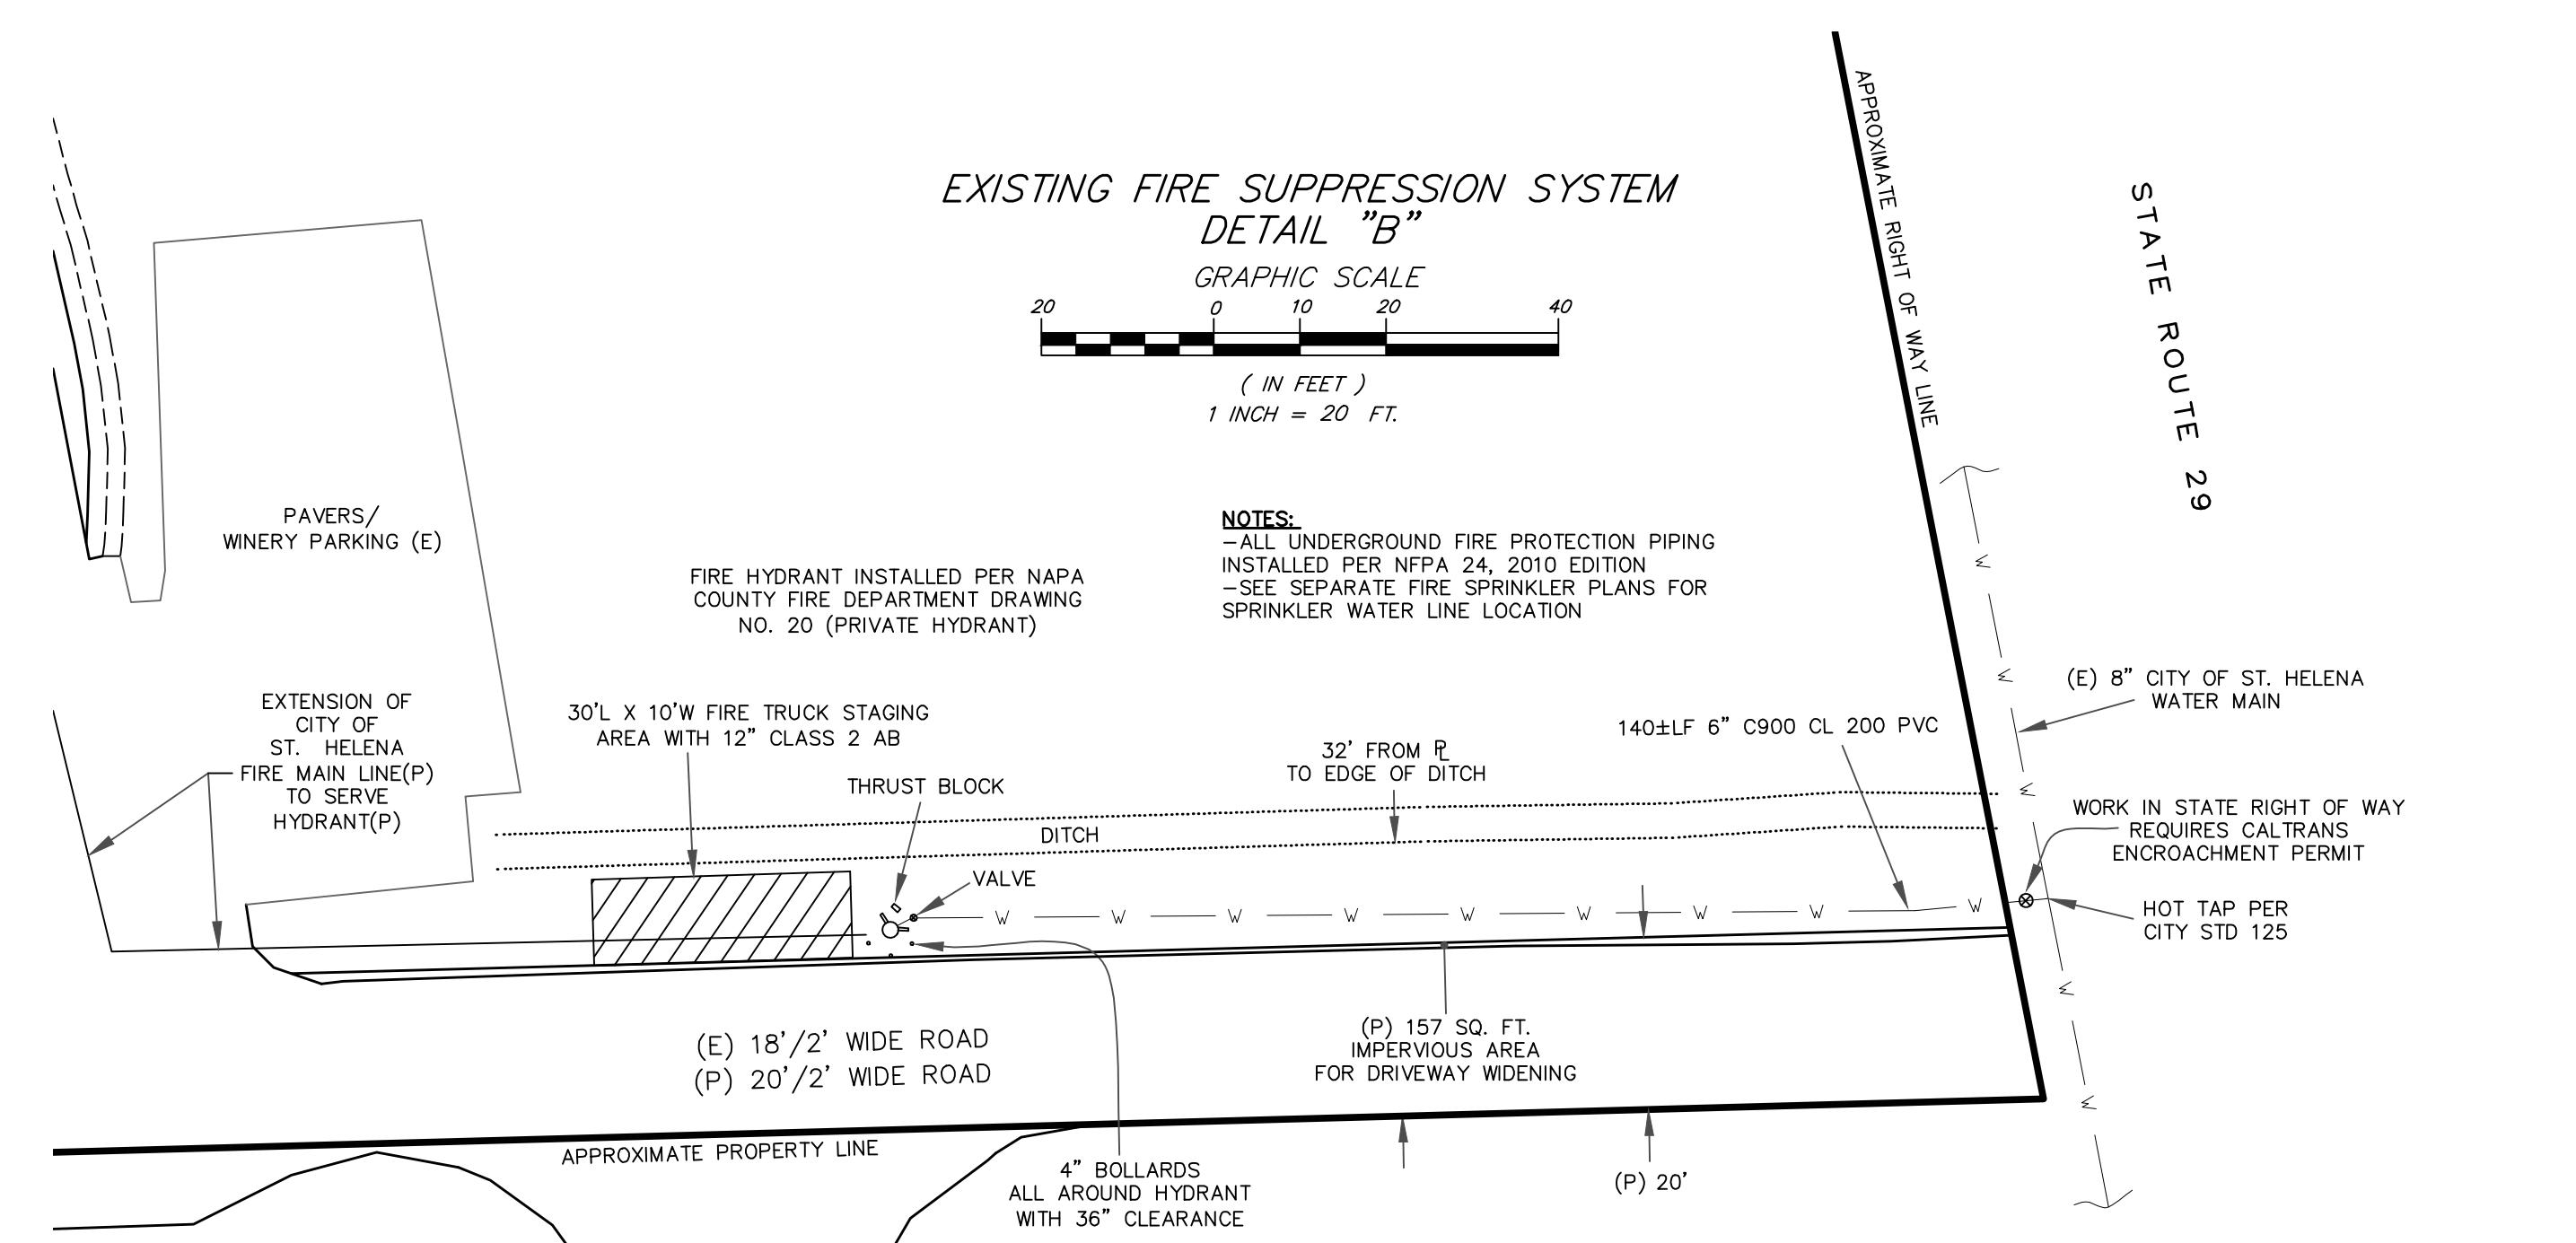 EXISTING FIRE SUPPRESSION SYSTEM
DETAIL "B"
GRAPHIC SCALE
20 0 10 20 40
( IN FEET )
1 INCH = 20 FT.
APPROXIMATE RIGHT OF WAY LINE
STATE ROUTE 29
PAVERS/
WINERY PARKING (E)
FIRE HYDRANT INSTALLED PER NAPA
COUNTY FIRE DEPARTMENT DRAWING
NO. 20 (PRIVATE HYDRANT)
NOTES:
-ALL UNDERGROUND FIRE PROTECTION PIPING
INSTALLED PER NFPA 24, 2010 EDITION
-SEE SEPARATE FIRE SPRINKLER PLANS FOR
SPRINKLER WATER LINE LOCATION
EXTENSION OF
CITY OF
ST. HELENA
FIRE MAIN LINE(P)
TO SERVE
HYDRANT(P)
30'L X 10'W FIRE TRUCK STAGING
AREA WITH 12" CLASS 2 AB
THRUST BLOCK
VALVE
DITCH
32' FROM PL
TO EDGE OF DITCH
140±LF 6" C900 CL 200 PVC
(E) 8" CITY OF ST. HELENA
WATER MAIN
WORK IN STATE RIGHT OF WAY
REQUIRES CALTRANS
ENCROACHMENT PERMIT
HOT TAP PER
CITY STD 125
W W W W W W W W W
W
W
W
W
W
(E) 18'/2' WIDE ROAD
(P) 20'/2' WIDE ROAD
(P) 157 SQ. FT.
IMPERVIOUS AREA
FOR DRIVEWAY WIDENING
APPROXIMATE PROPERTY LINE
4" BOLLARDS
ALL AROUND HYDRANT
WITH 36" CLEARANCE
(P) 20'